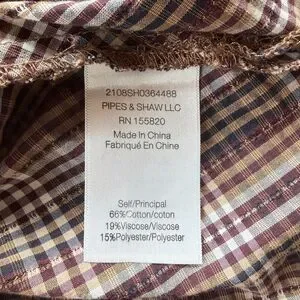 2108SH0364488
PIPES & SHAW LLC
RN 155820
Made In China
Fabriqué En Chine
Self/Principal
66%Cotton/coton
19%Viscose/Viscose
15%Polyester/Polyester